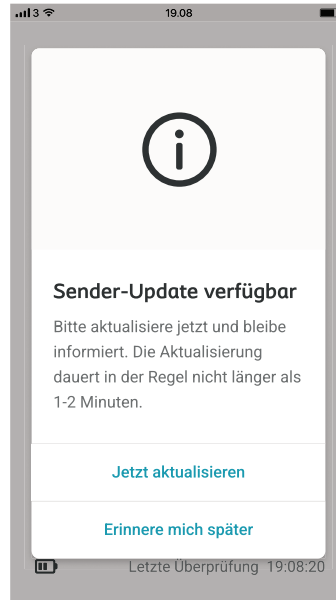 3 19.08
Sender-Update verfügbar
Bitte aktualisiere jetzt und bleibe
informiert. Die Aktualisierung
dauert in der Regel nicht länger als
1-2 Minuten.
Jetzt aktualisieren
Erinnere mich später
Letzte Überprüfung 19:08:20